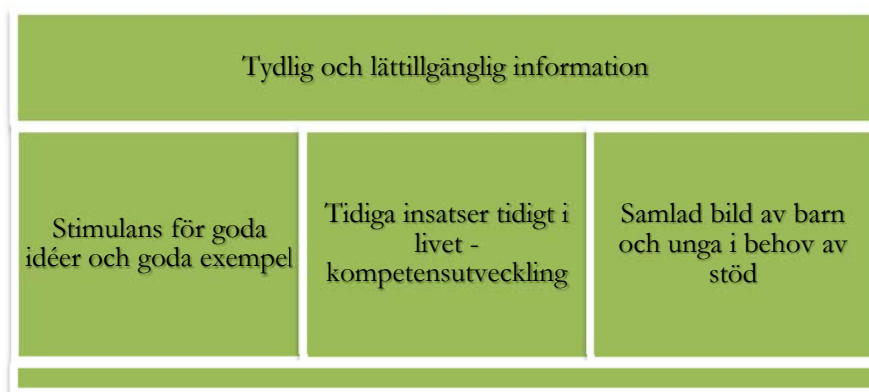 Tydlig och lättillgänglig information
Stimulans för goda
idéer och goda exempel
Tidiga insatser tidigt i
livet -
kompetensutveckling
Samlad bild av barn
och unga i behov av
stöd